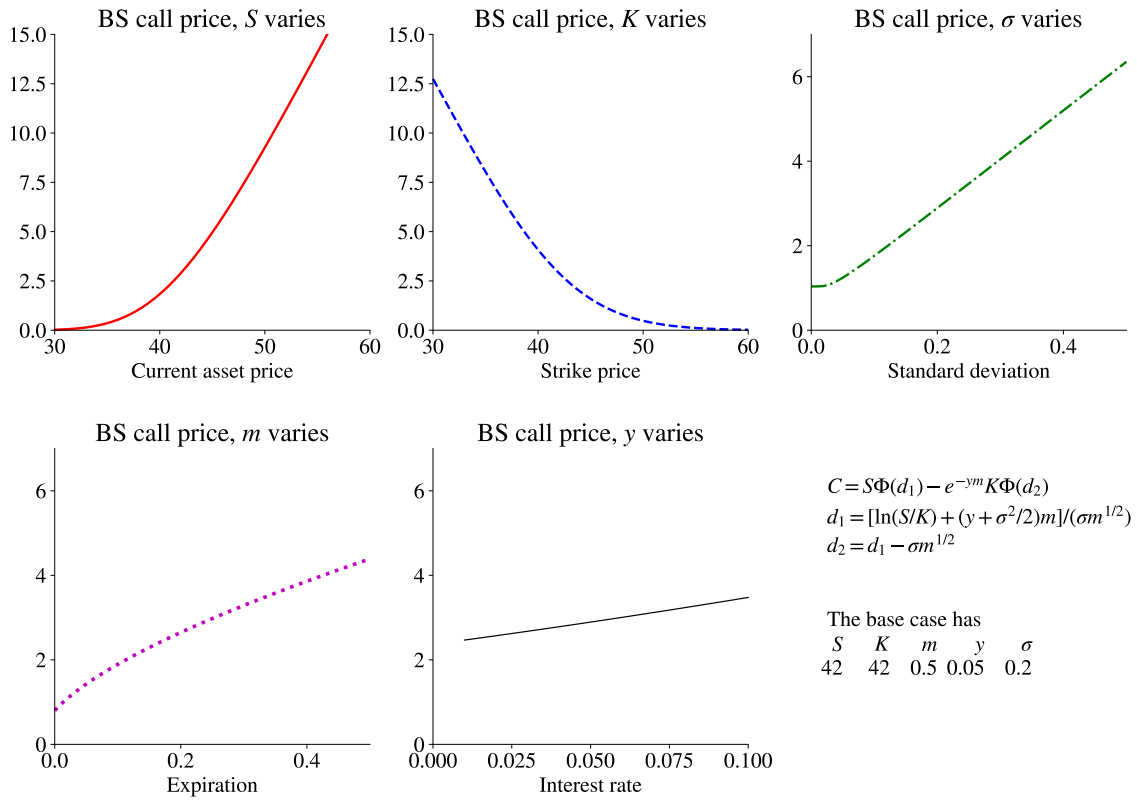 BS call price, S varies
15.0
12.5
10.0
7.5
5.0
2.5
0.0
30
40
50
60
Current asset price
BS call price, K varies
15.0
12.5
10.0
7.5
5.0
2.5
0.0
30
40
50
60
Strike price
BS call price, σ varies
6
4
2
0
0.0
0.2
0.4
Standard deviation
BS call price, m varies
6
4
2
0
0.0
0.2
0.4
Expiration
BS call price, y varies
6
4
2
0
0.000
0.025
0.050
0.075
0.100
Interest rate
C = SΦ(d₁) − e^{−ym}KΦ(d₂)
d₁ = [ln(S/K) + (y + σ²/2)m]/(σm^{1/2})
d₂ = d₁ − σm^{1/2}
The base case has
S K m y σ
42 42 0.5 0.05 0.2